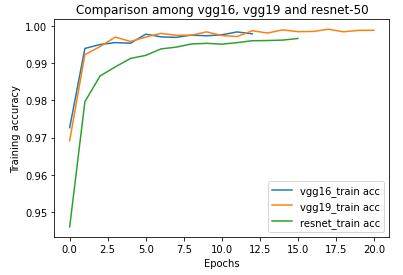 Comparison among vgg16, vgg19 and resnet-50
1.00
0.99
0.98
0.97
0.96
0.95
Training accuracy
0.0 2.5 5.0 7.5 10.0 12.5 15.0 17.5 20.0
Epochs
vgg16_train acc
vgg19_train acc
resnet_train acc